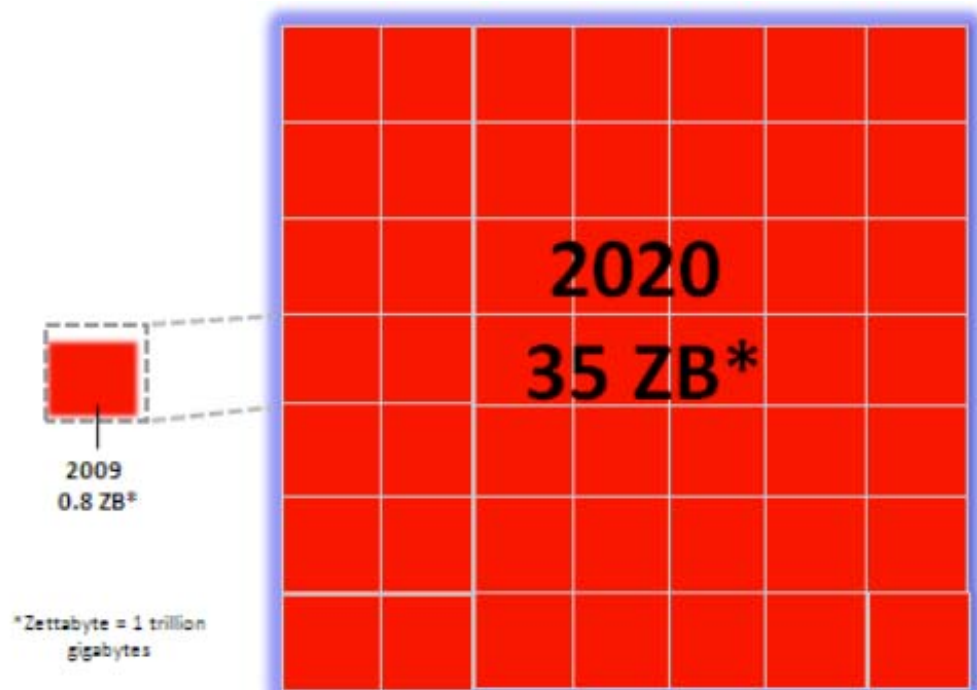 2020
35 ZB*
2009
0.8 ZB*
*Zettabyte = 1 trillion
gigabytes